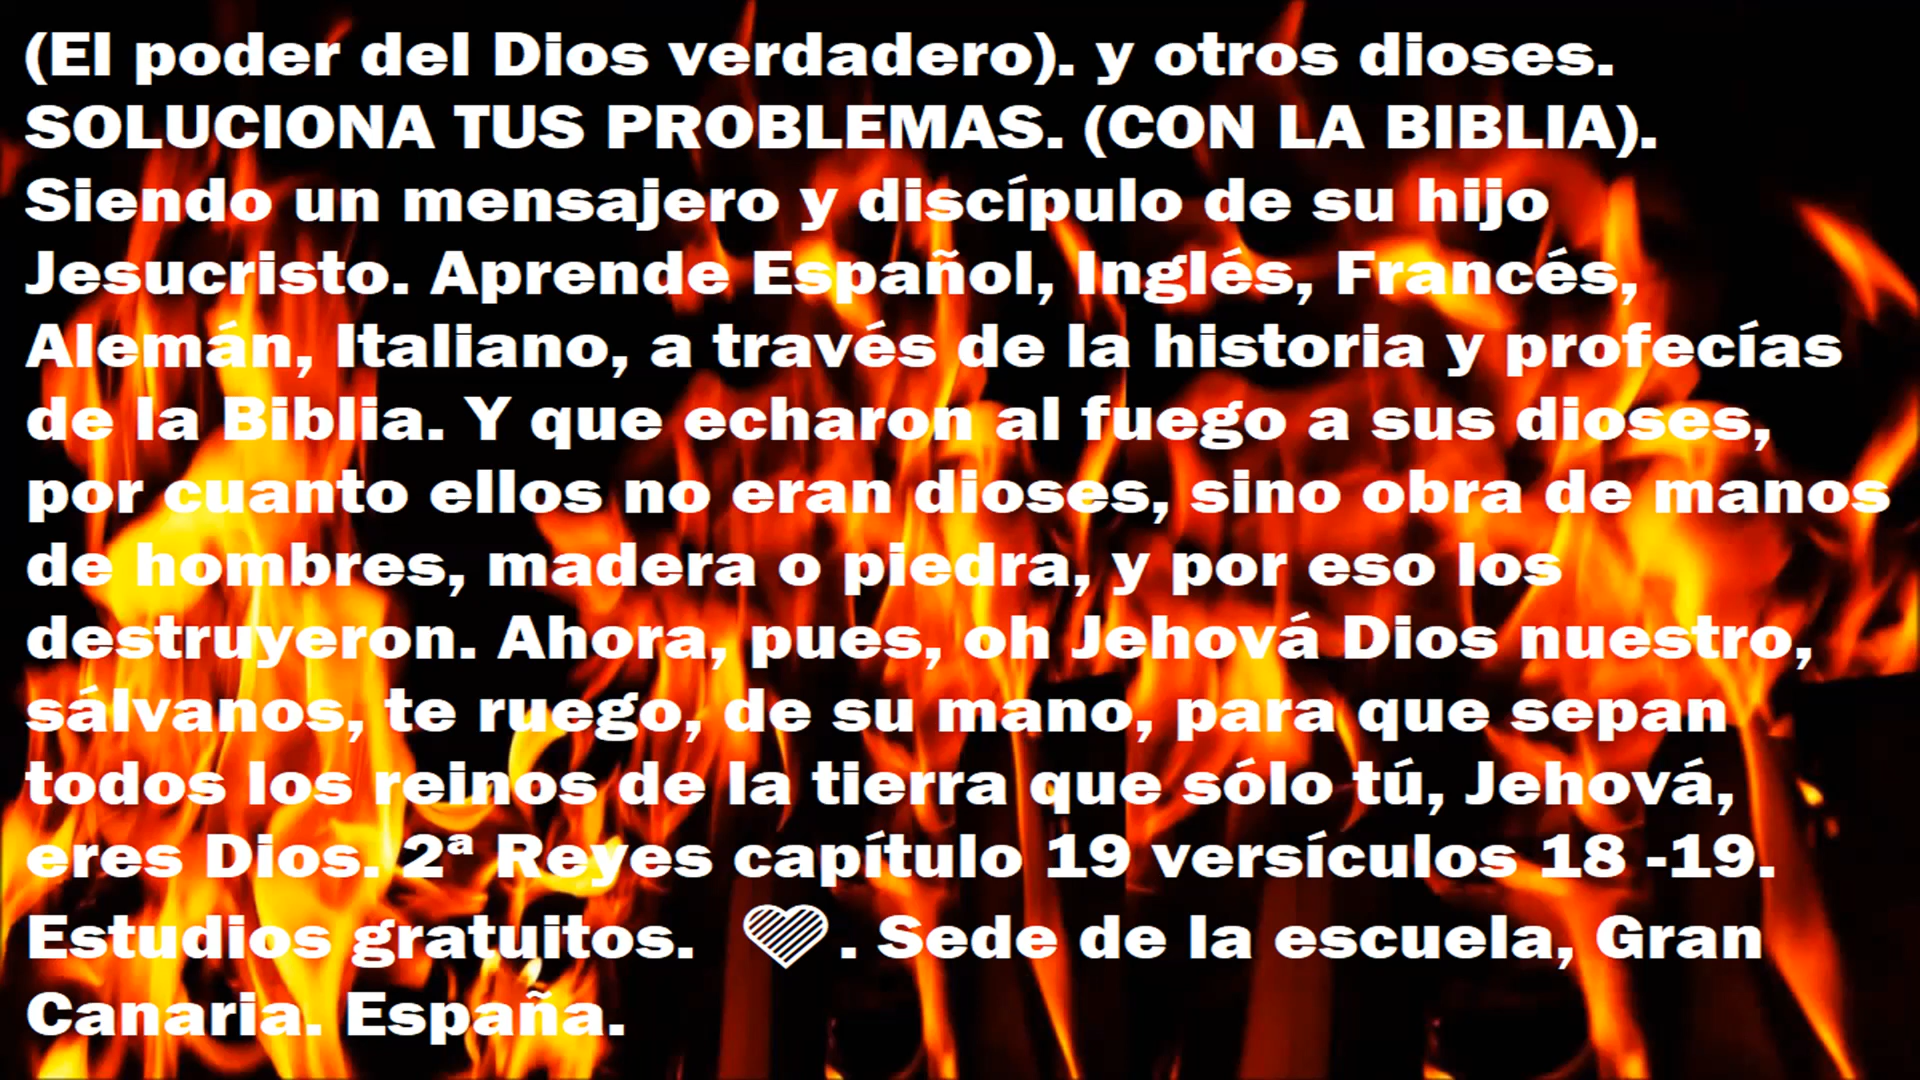 (El poder del Dios verdadero). y otros dioses.
SOLUCIONA TUS PROBLEMAS. (CON LA BIBLIA).
Siendo un mensajero y discípulo de su hijo
Jesucristo. Aprende Español, Inglés, Francés,
Alemán, Italiano, a través de la historia y profecías
de la Biblia. Y que echaron al fuego a sus dioses,
por cuanto ellos no eran dioses, sino obra de manos
de hombres, madera o piedra, y por eso los
destruyeron. Ahora, pues, oh Jehová Dios nuestro,
sálvanos, te ruego, de su mano, para que sepan
todos los reinos de la tierra que sólo tú, Jehová,
eres Dios. 2ª Reyes capítulo 19 versículos 18 -19.
Estudios gratuitos. . Sede de la escuela, Gran
Canaria. España.